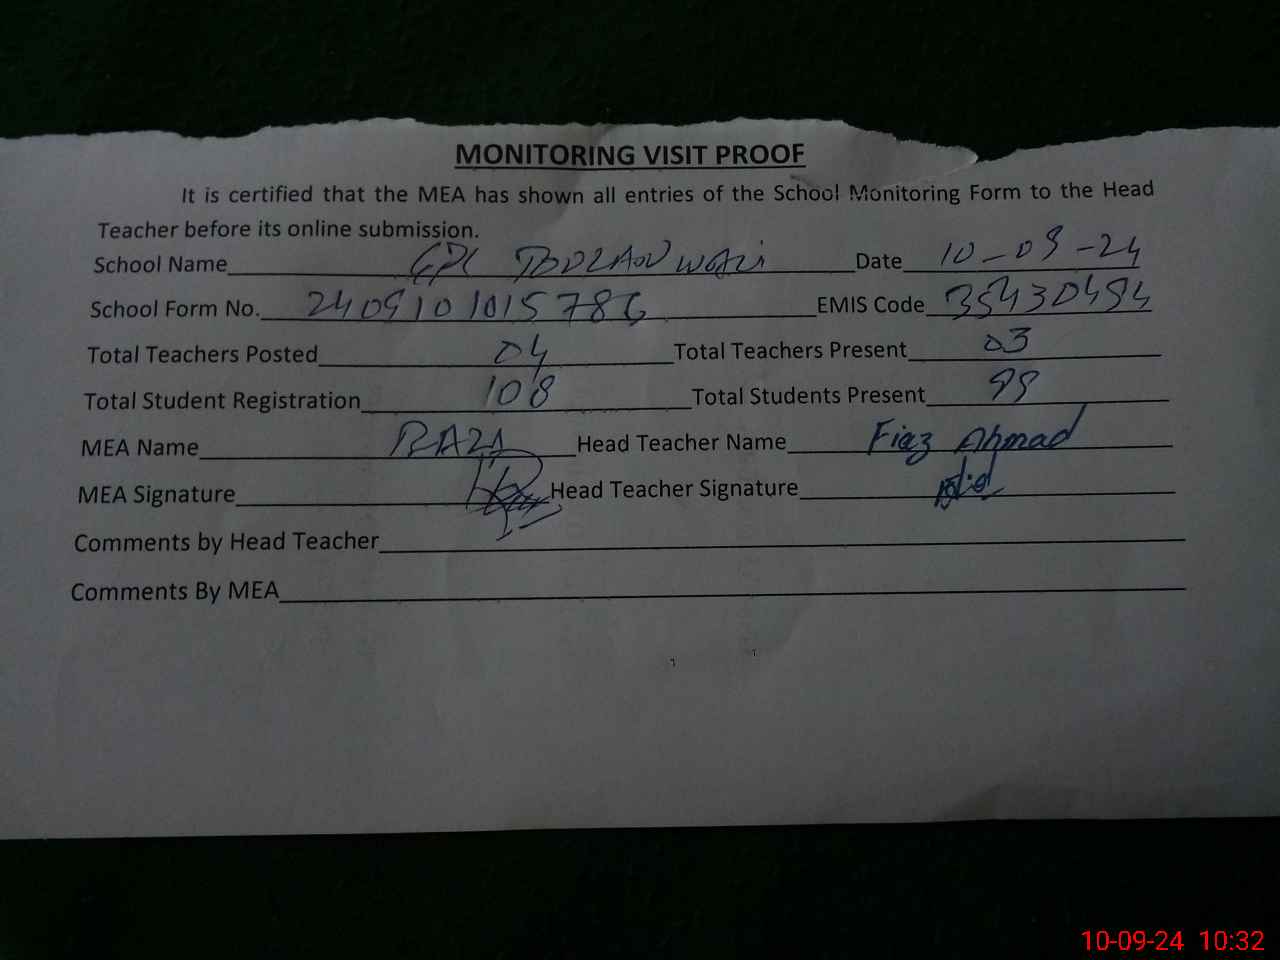 MONITORING VISIT PROOF
It is certified that the MEA has shown all entries of the School Monitoring Form to the Head
Teacher before its online submission.
School Name GPS Date 10-09-24
School Form No. 2409101015786 EMIS Code 35430494
Total Teachers Posted 04 Total Teachers Present 03
Total Student Registration 108 Total Students Present 99
MEA Name RAZA Head Teacher Name Fiaz Ahmad
MEA Signature Head Teacher Signature
Comments by Head Teacher
Comments By MEA
10-09-24 10:32